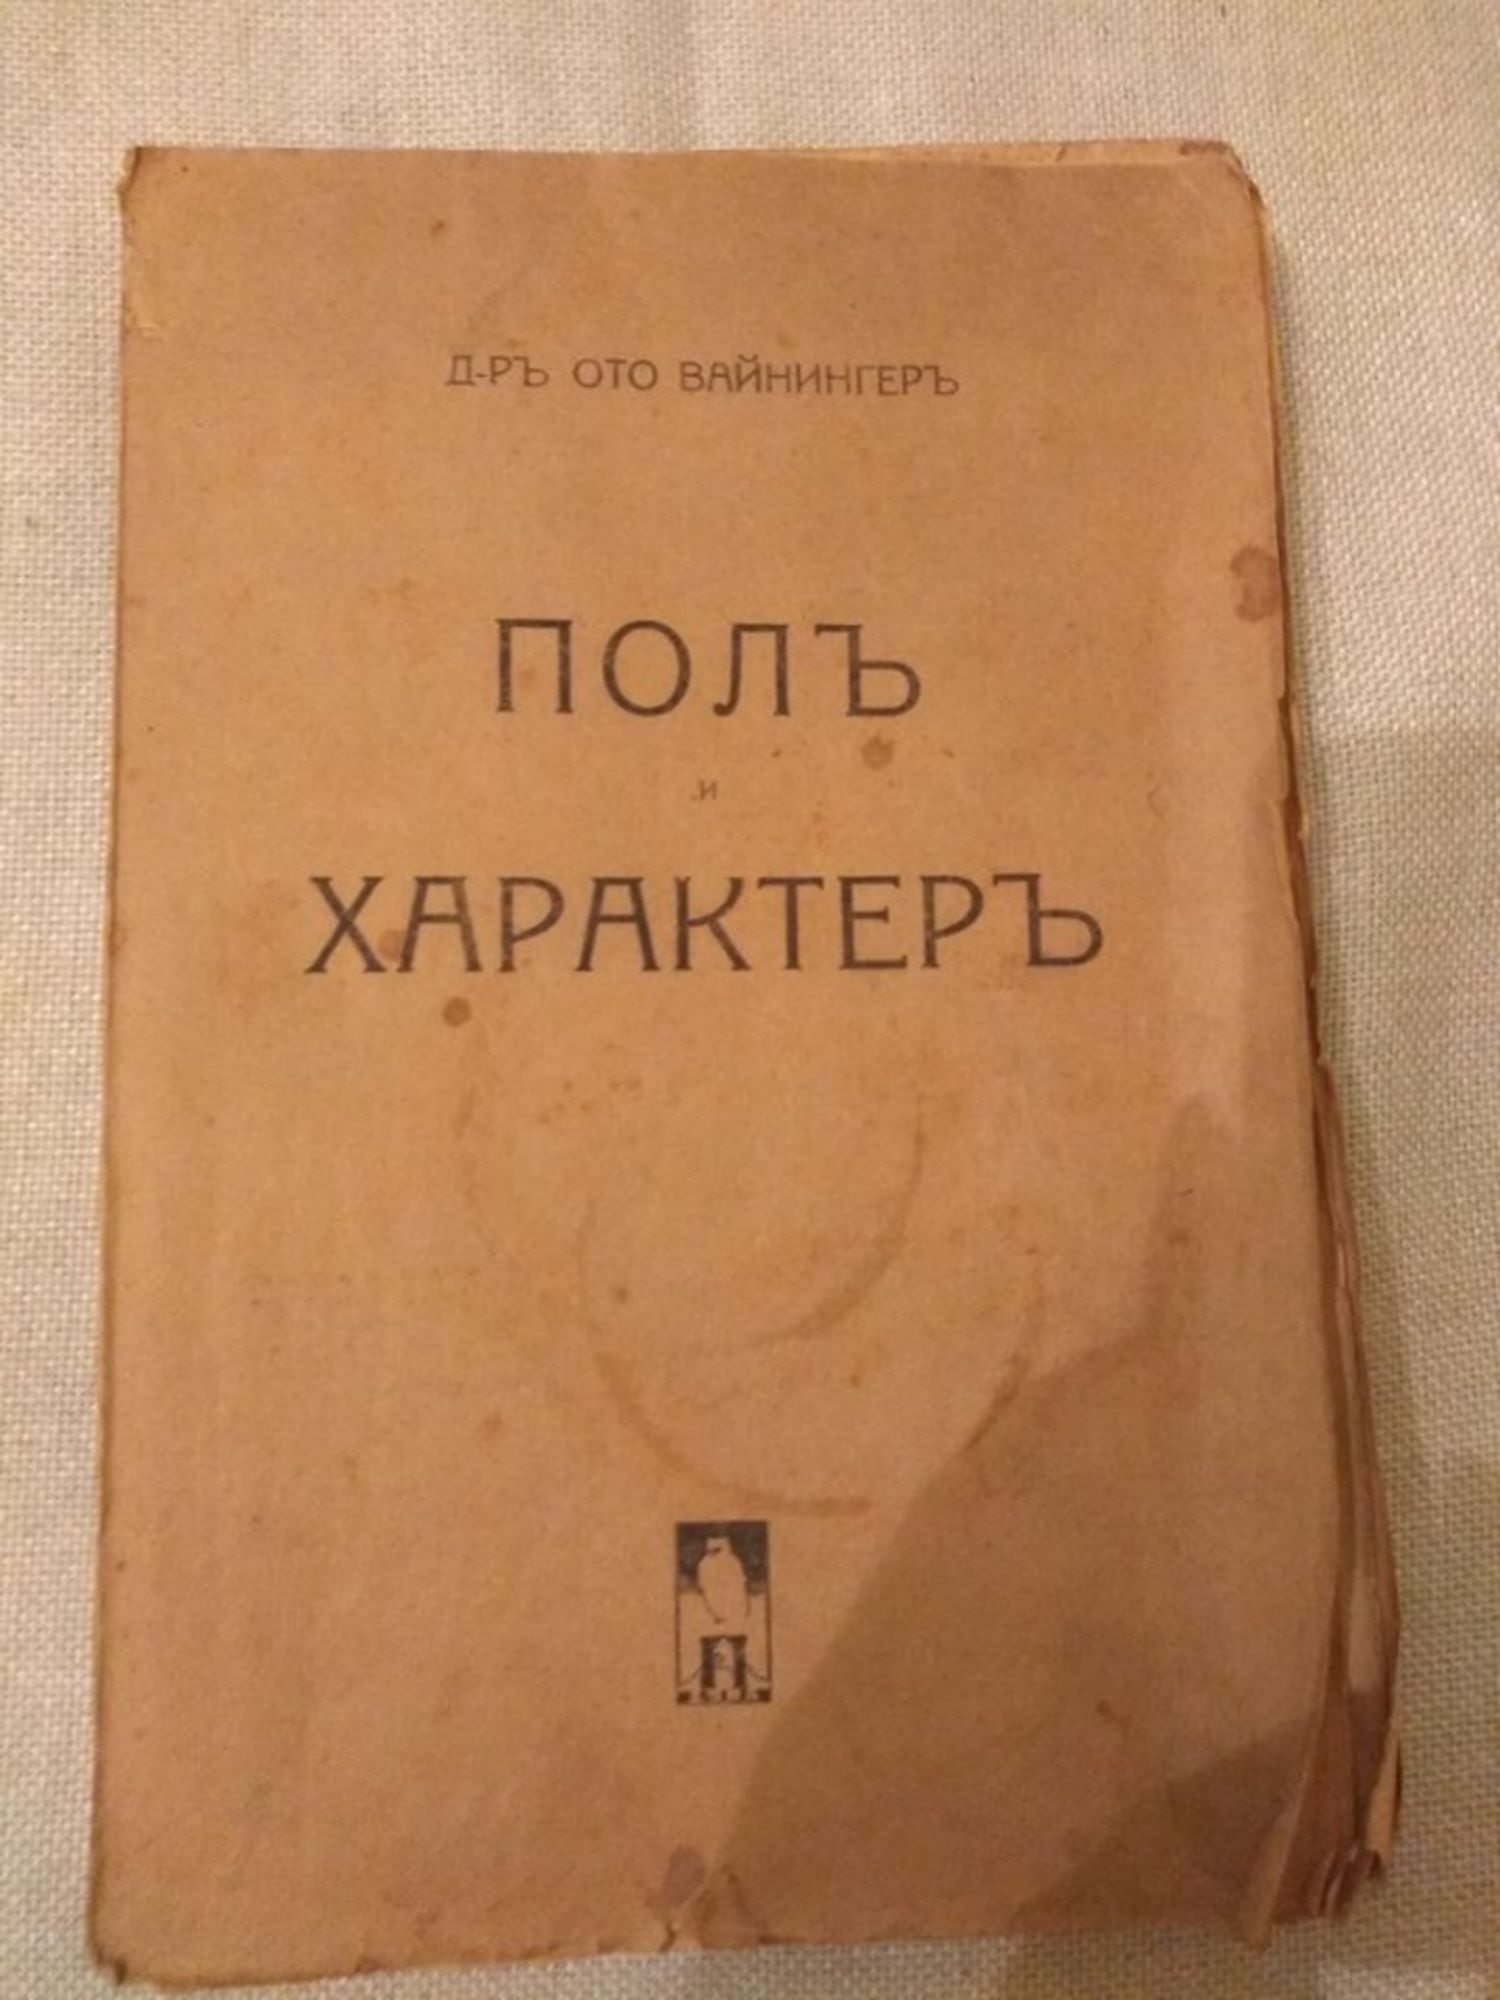 Д-РЪ ОТО ВАЙНИНГЕРЪ
ПОЛЪ
И
ХАРАКТЕРЪ
П